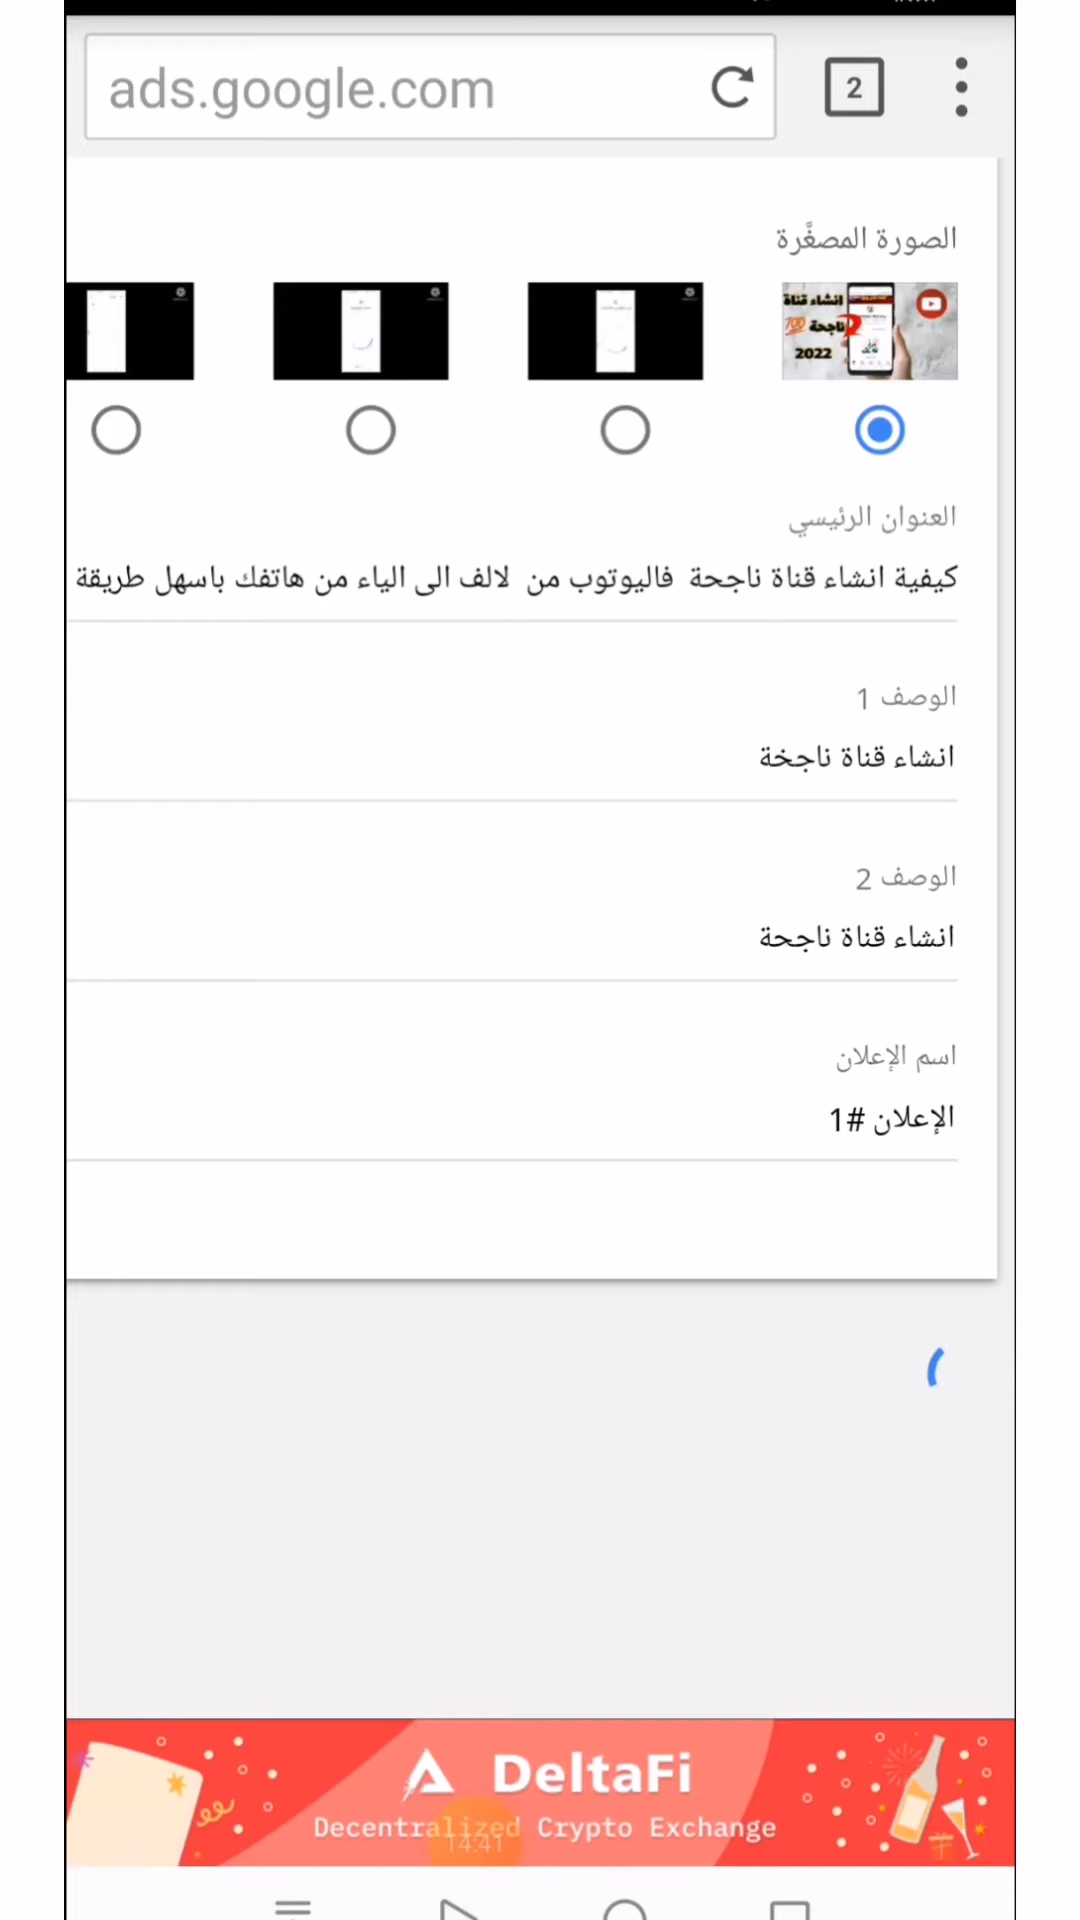 ads.google.com
2
الصورة المصغَّرة
انشاء قناة
ناجحة
2022
العنوان الرئيسي
كيفية انشاء قناة ناجحة فاليوتوب من لالف الى الياء من هاتفك باسهل طريقة
الوصف 1
انشاء قناة ناجخة
الوصف 2
انشاء قناة ناجحة
اسم الإعلان
الإعلان #1
DeltaFi
Decentralized Crypto Exchange
14:41